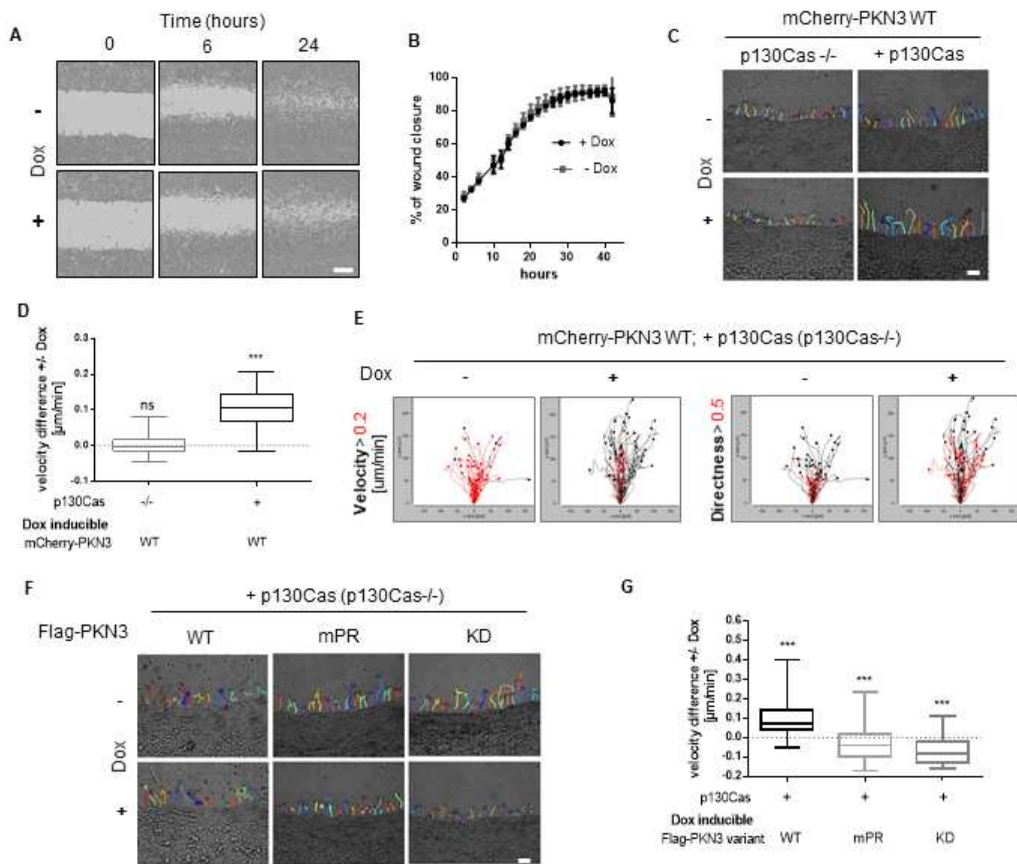 A
Time (hours)
0 6 24
Dox
-
+
B
% of wound closure
100
80
60
40
20
0
+ Dox
- Dox
0 10 20 30 40
hours
C
mCherry-PKN3 WT
p130Cas -/- + p130Cas
Dox
-
+
D
velocity difference +/- Dox
[µm/min]
0.3
0.2
0.1
0.0
-0.1
ns
***
p130Cas -/- +
Dox inducible
mCherry-PKN3 WT WT
E
mCherry-PKN3 WT; + p130Cas (p130Cas-/-)
Dox - + - +
Velocity > 0.2
[um/min]
Directness > 0.5
F
+ p130Cas (p130Cas-/-)
Flag-PKN3
WT mPR KD
Dox
-
+
G
velocity difference +/- Dox
[µm/min]
0.6
0.5
0.4
0.3
0.2
0.1
0.0
-0.1
-0.2
***
***
***
p130Cas + + +
Dox inducible
Flag-PKN3 variant WT mPR KD